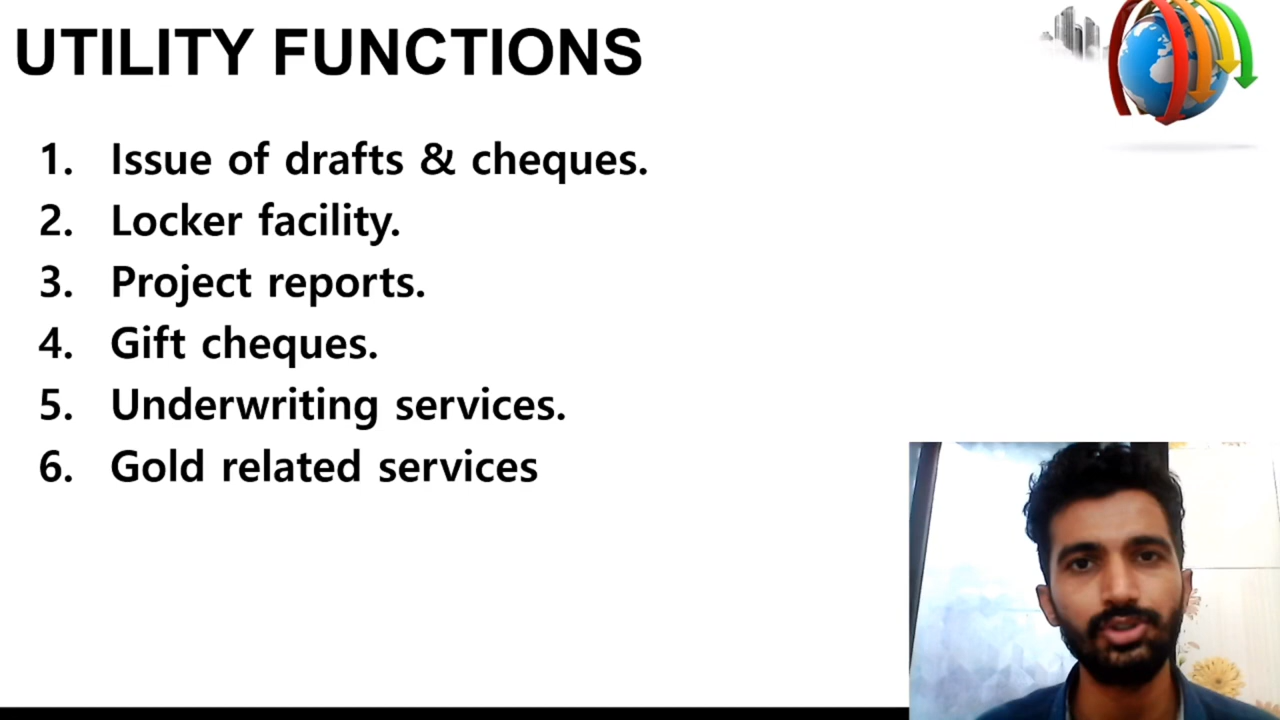 UTILITY FUNCTIONS
1. Issue of drafts & cheques.
2. Locker facility.
3. Project reports.
4. Gift cheques.
5. Underwriting services.
6. Gold related services